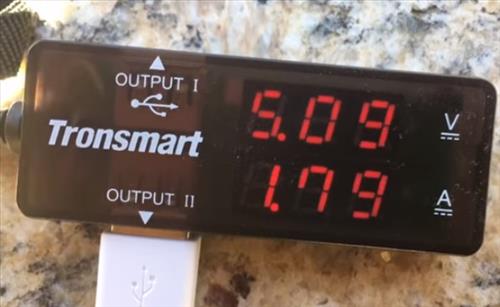 OUTPUT I
Tronsmart
OUTPUT II
5.09 V
1.79 A